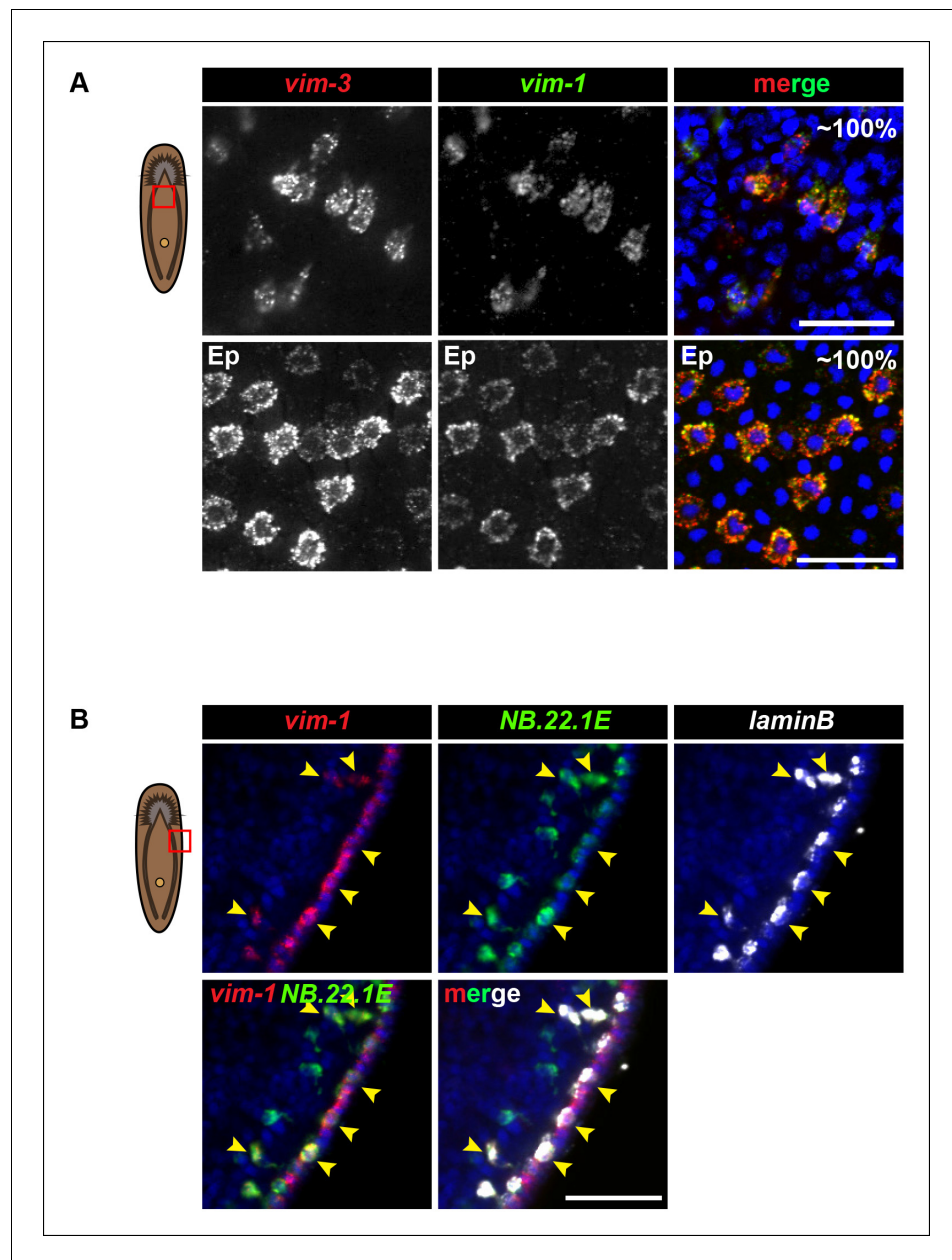 A
vim-3 vim-1 merge
~100%
Ep Ep Ep ~100%
B
vim-1 NB.22.1E laminB
vim-1 NB.22.1E merge